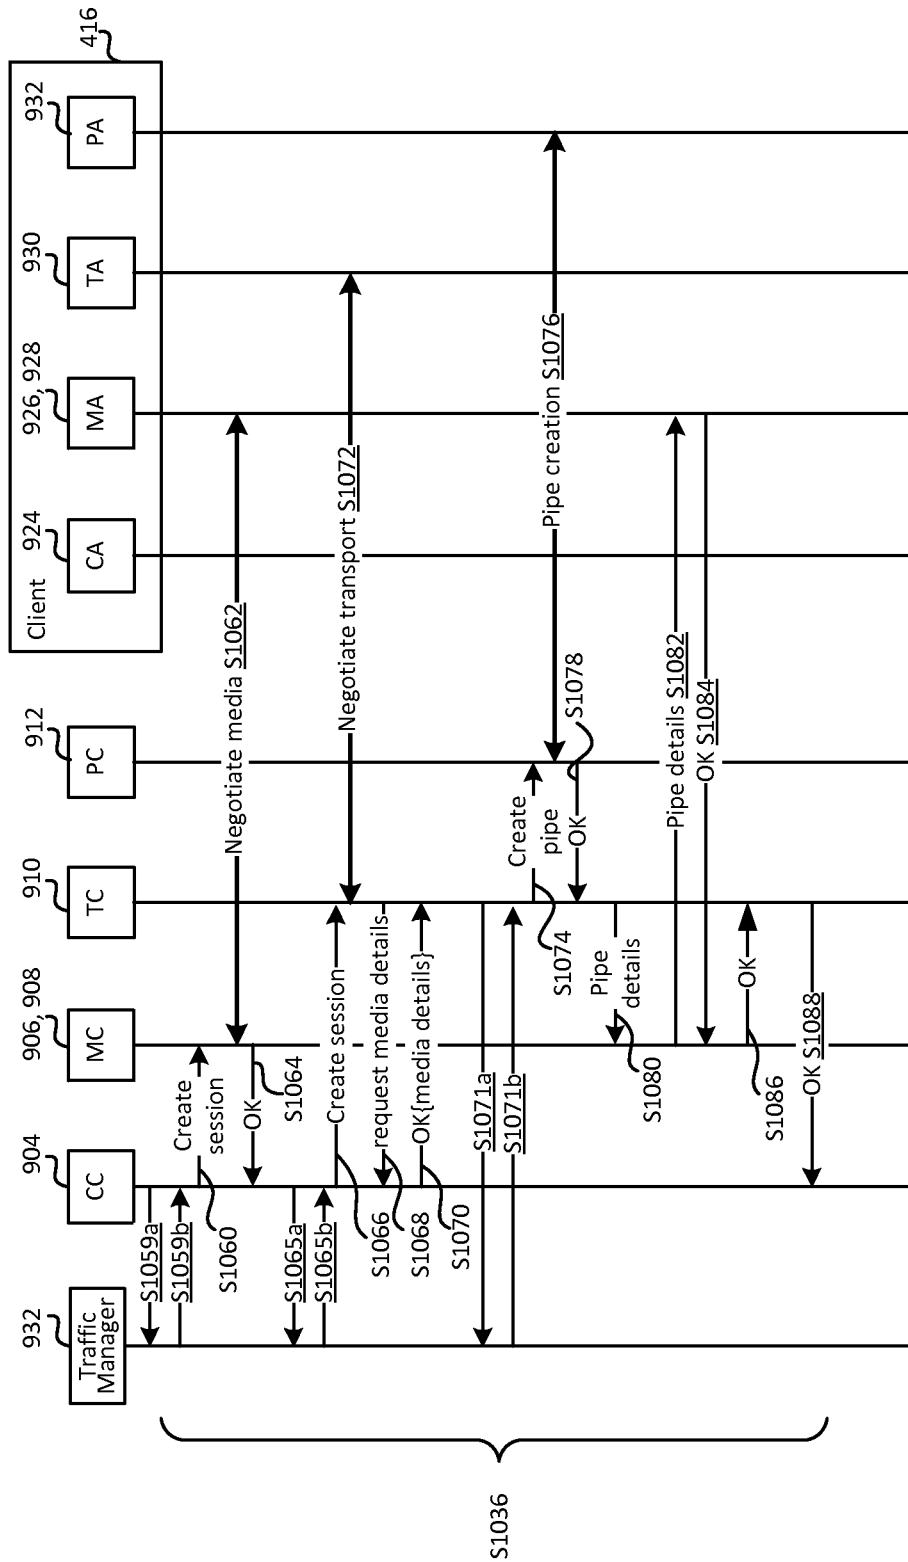 416
Client
932
Traffic
Manager
904
CC
906, 908
MC
910
TC
912
PC
924
CA
926, 928
MA
930
TA
932
PA
S1036
S1059a
S1059b
Create
session
S1060
Negotiate media S1062
OK
S1064
S1065a
S1065b
Create session
S1066
Negotiate transport S1072
request media details
S1068
OK{media details}
S1070
S1071a
S1071b
Create
pipe
S1074
Pipe creation S1076
OK
S1078
Pipe
details
S1080
Pipe details S1082
OK S1084
OK
S1086
OK S1088